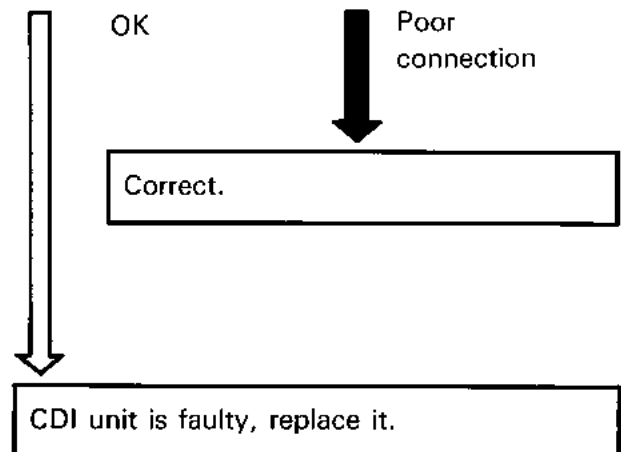 OK
Poor
connection
Correct.
CDI unit is faulty, replace it.